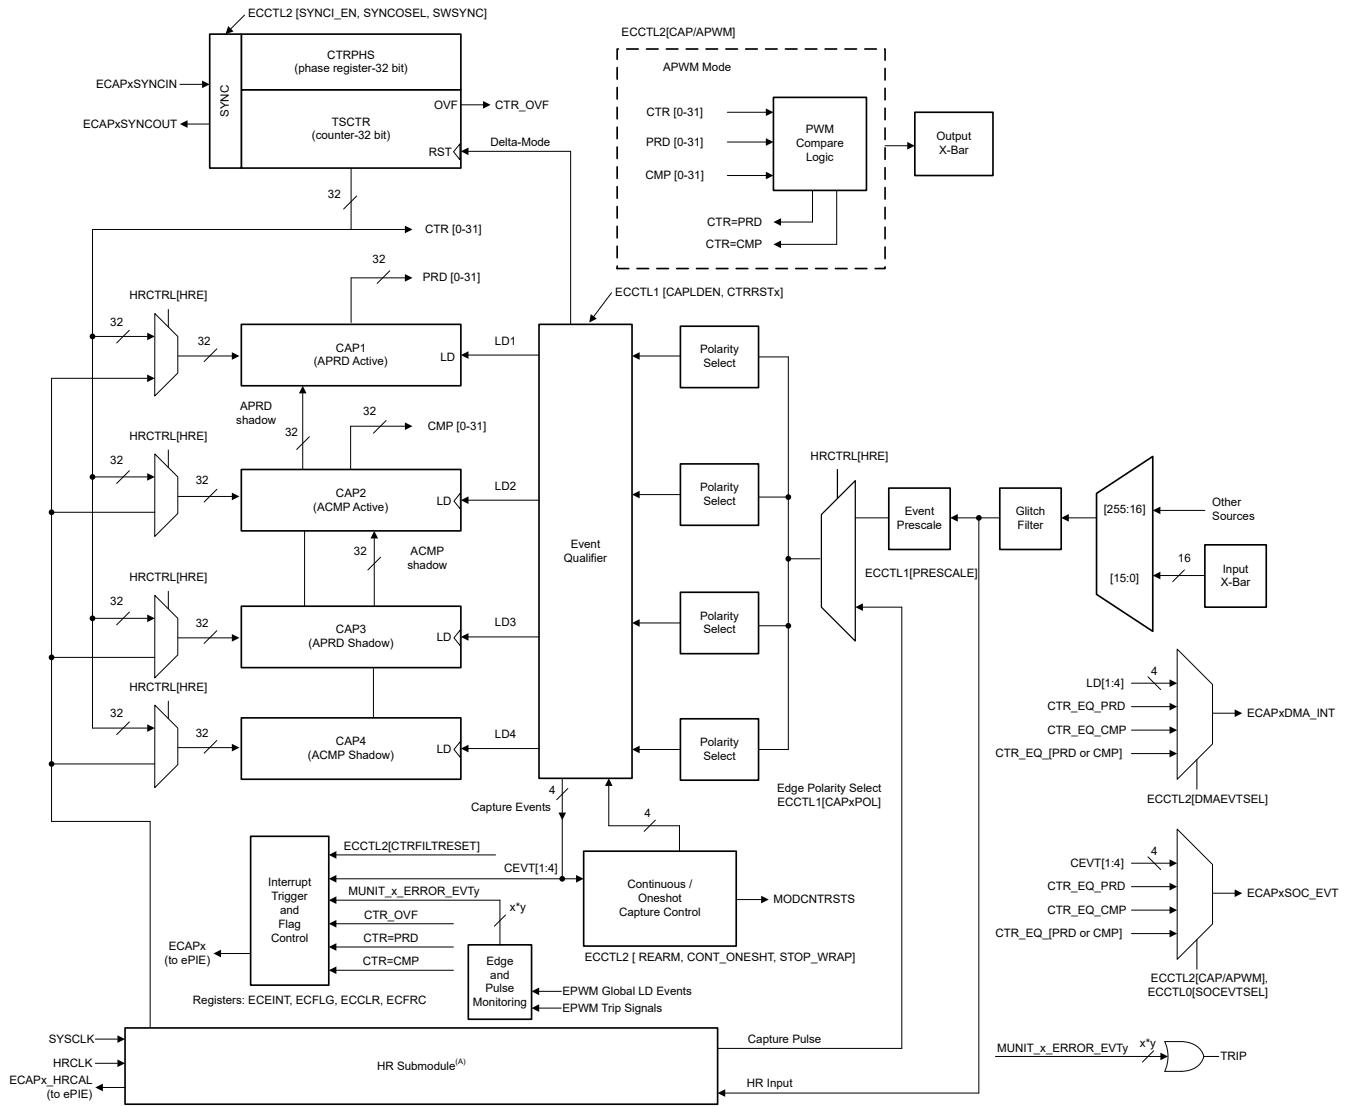 ECCTL2 [SYNCI_EN, SYNCOSEL, SWSYNC]
CTRPHS
(phase register-32 bit)
SYNC
ECAPxSYNCIN
ECAPxSYNCOUT
TSCTR
(counter-32 bit)
OVF
CTR_OVF
RST
Delta-Mode
32
CTR [0-31]
32
PRD [0-31]
ECCTL2[CAP/APWM]
APWM Mode
CTR [0-31]
PRD [0-31]
CMP [0-31]
PWM
Compare
Logic
Output
X-Bar
CTR=PRD
CTR=CMP
ECCTL1 [CAPLDEN, CTRRSTx]
HRCTRL[HRE]
32
32
CAP1
(APRD Active)
LD
LD1
Polarity
Select
APRD
shadow
32
32
CMP [0-31]
HRCTRL[HRE]
32
32
CAP2
(ACMP Active)
LD
LD2
Polarity
Select
32
ACMP
shadow
Event
Qualifier
HRCTRL[HRE]
Event
Prescale
ECCTL1[PRESCALE]
Glitch
Filter
[255:16]
[15:0]
Other
Sources
16
Input
X-Bar
HRCTRL[HRE]
32
32
CAP3
(APRD Shadow)
LD
LD3
Polarity
Select
HRCTRL[HRE]
32
32
CAP4
(ACMP Shadow)
LD
LD4
Polarity
Select
LD[1:4]
4
CTR_EQ_PRD
CTR_EQ_CMP
CTR_EQ_[PRD or CMP]
ECAPxDMA_INT
ECCTL2[DMAEVTSEL]
Edge Polarity Select
ECCTL1[CAPxPOL]
Capture Events
4
4
ECCTL2[CTRFILTRESET]
CEVT[1:4]
MUNIT_x_ERROR_EVTy
x*y
CTR_OVF
CTR=PRD
CTR=CMP
Interrupt
Trigger
and
Flag
Control
ECAPx
(to ePIE)
Registers: ECEINT, ECFLG, ECCLR, ECFRC
Continuous /
Oneshot
Capture Control
MODCNTRSTS
ECCTL2 [ REARM, CONT_ONESHT, STOP_WRAP]
Edge
and
Pulse
Monitoring
EPWM Global LD Events
EPWM Trip Signals
CEVT[1:4]
4
CTR_EQ_PRD
CTR_EQ_CMP
CTR_EQ_[PRD or CMP]
ECAPxSOC_EVT
ECCTL2[CAP/APWM],
ECCTL0[SOCEVTSEL]
SYSCLK
HRCLK
ECAPx_HRCAL
(to ePIE)
HR Submodule(A)
Capture Pulse
HR Input
MUNIT_x_ERROR_EVTy
x*y
TRIP